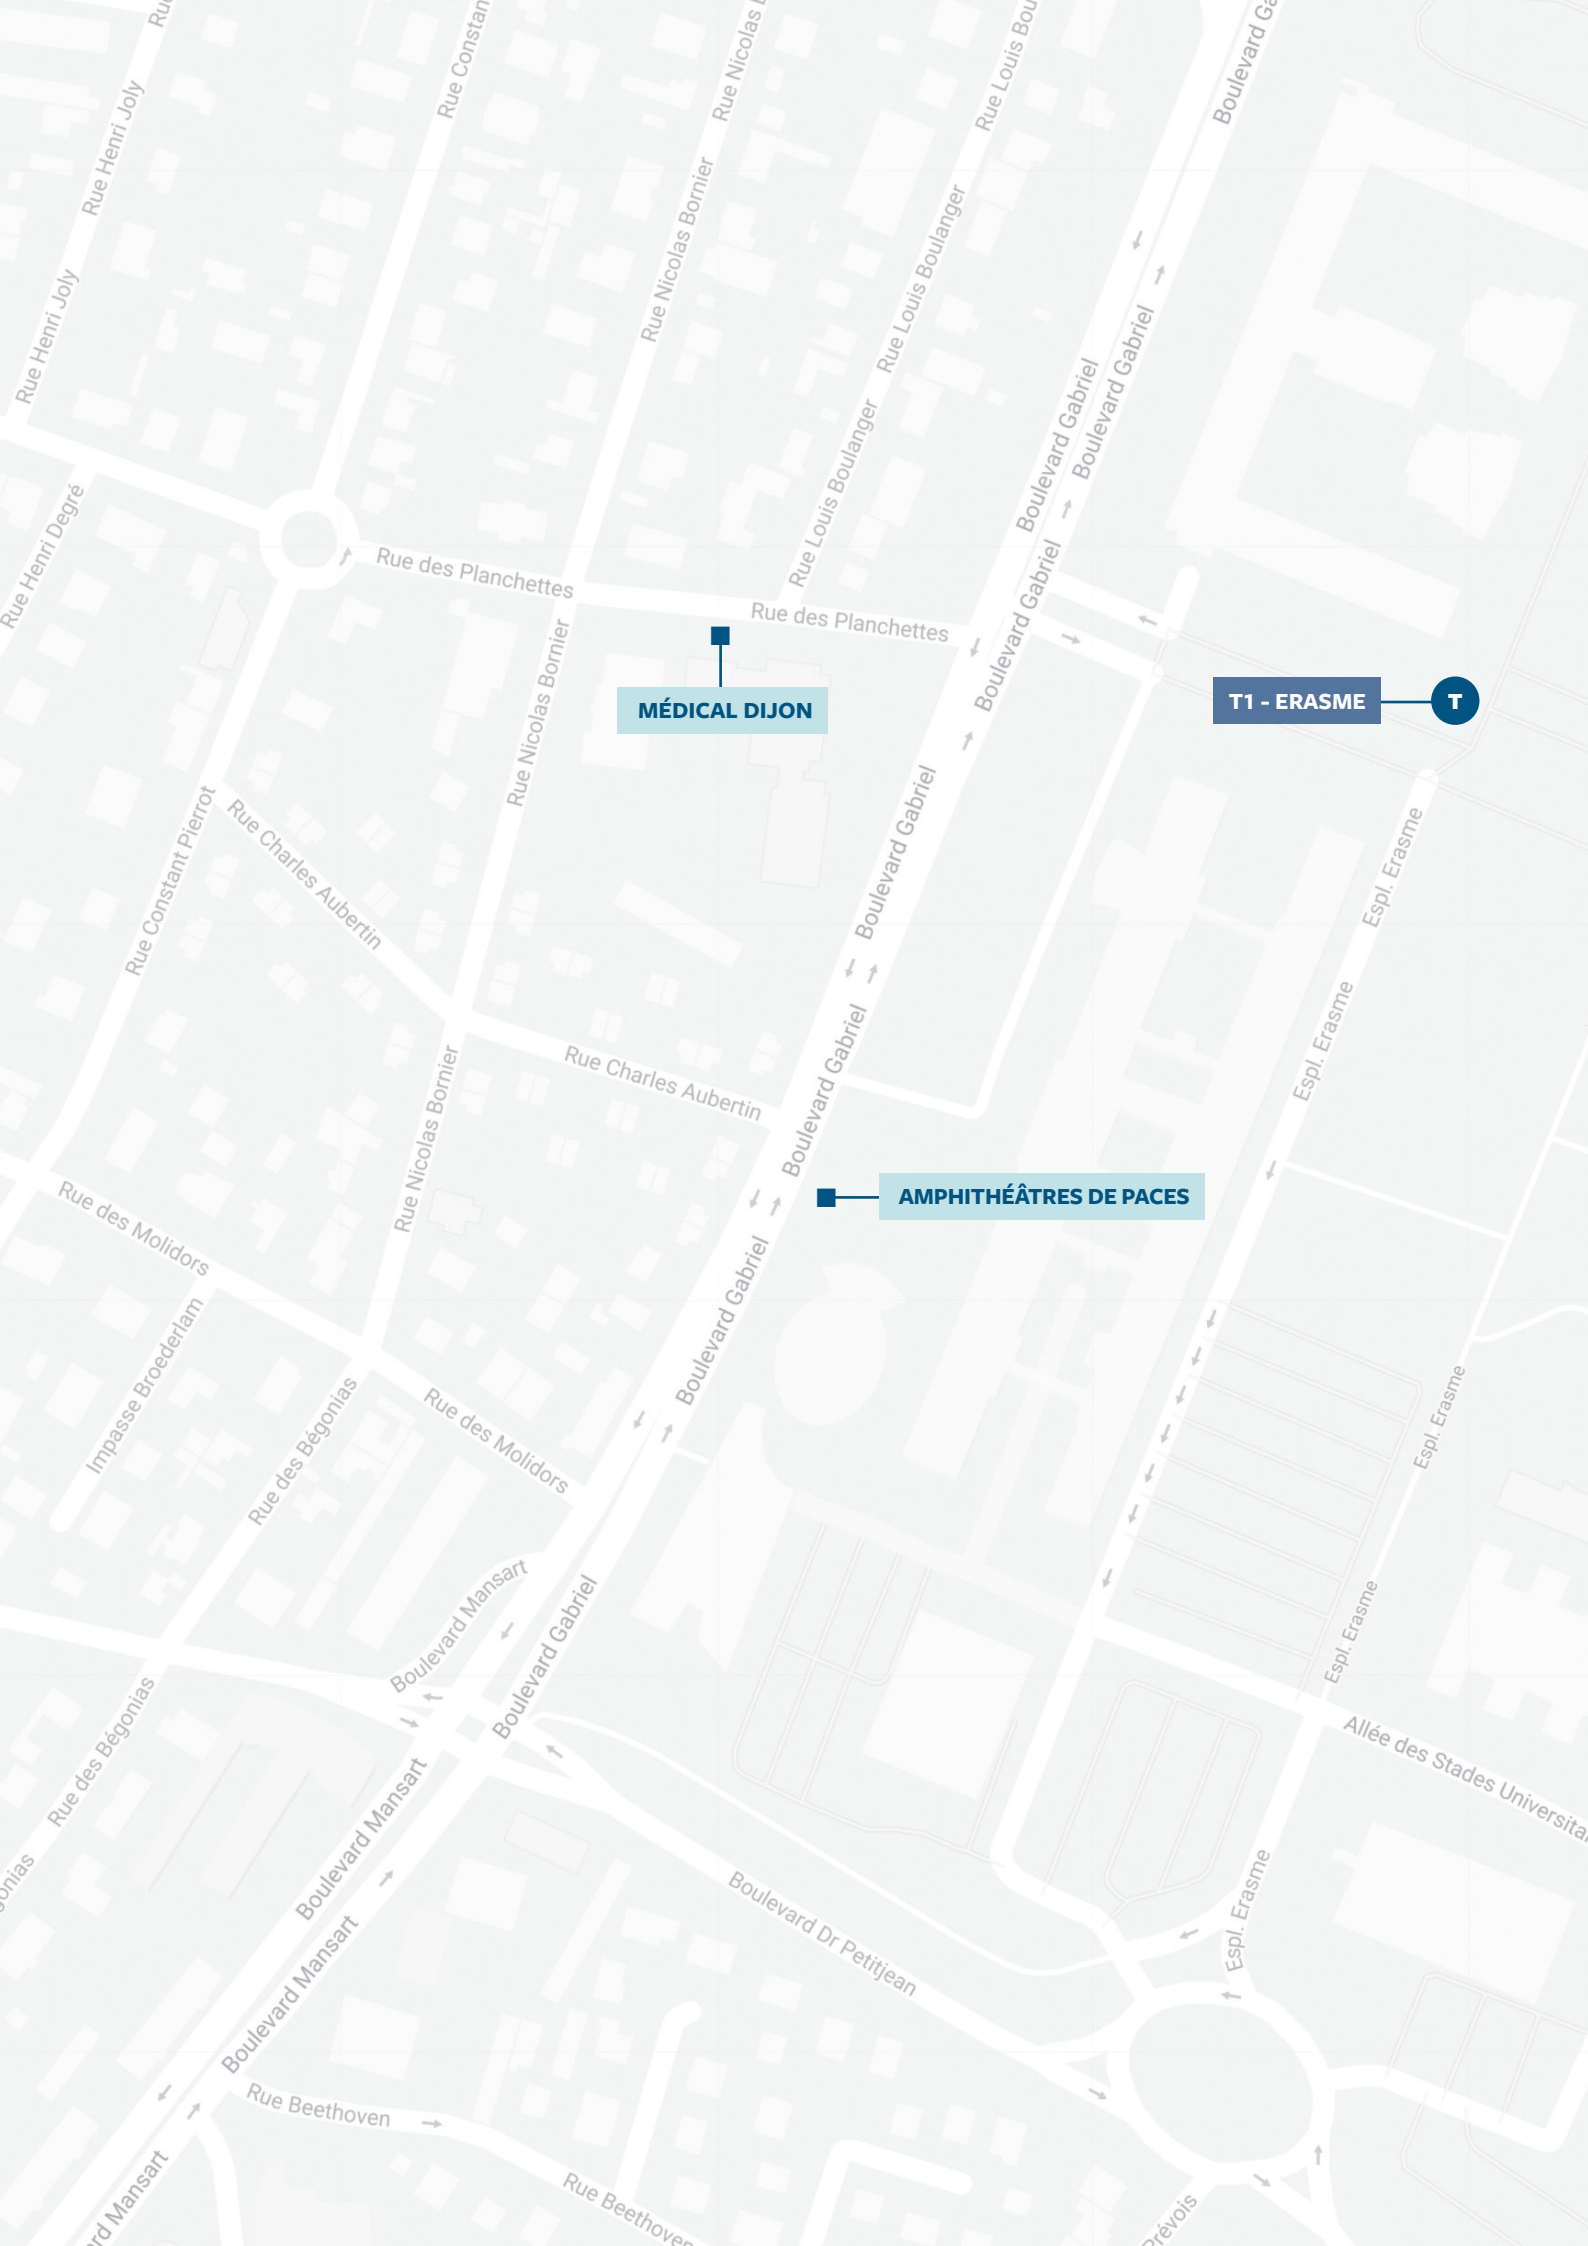 Rue
Rue Constan
Rue Nicolas B
Rue Louis Bou
Boulevard Ga
Rue Henri Joly
Rue Nicolas Bornier
Rue Louis Boulanger
Rue Henri Joly
Boulevard Gabriel
Boulevard Gabriel
Rue Louis Boulanger
Rue Henri Degré
Rue des Planchettes
Rue des Planchettes
Boulevard Gabriel
Rue Nicolas Bornier
MÉDICAL DIJON
T1 - ERASME
T
Boulevard Gabriel
Rue Constant Pierrot
Rue Charles Aubertin
Espl. Erasme
Espl. Erasme
Boulevard Gabriel
Rue Charles Aubertin
Rue Nicolas Bornier
AMPHITHÉÂTRES DE PACES
Rue des Molidors
Boulevard Gabriel
Impasse Broederlam
Rue des Bégonias
Rue des Molidors
Espl. Erasme
Boulevard Mansart
Boulevard Gabriel
Espl. Erasme
Rue des Bégonias
Allée des Stades Universita
Boulevard Mansart
gonias
Boulevard Dr Petitjean
Espl. Erasme
Boulevard Mansart
Rue Beethoven
Rue Beethoven
ard Mansart
Prévois